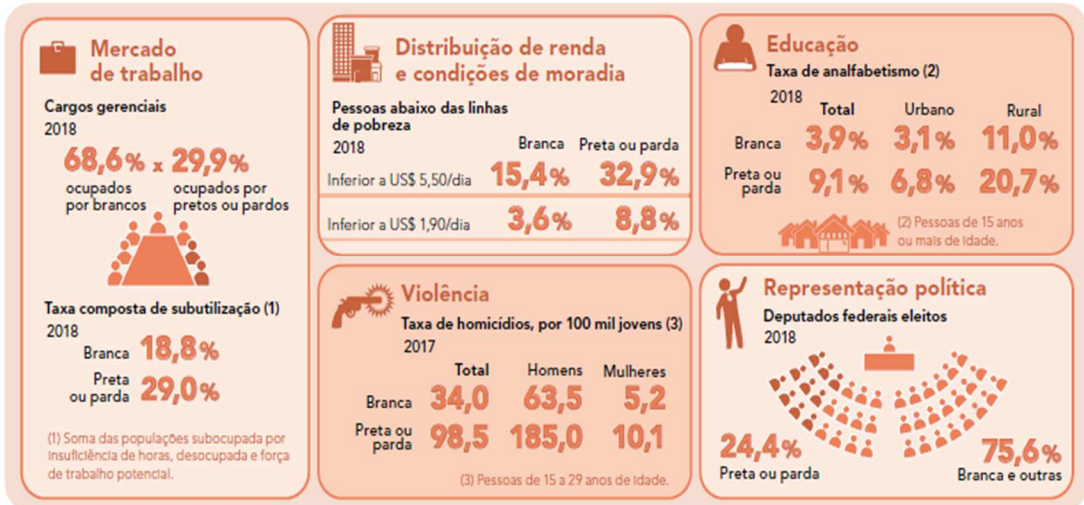 Mercado
de trabalho
Cargos gerenciais
2018
68,6% x 29,9%
ocupados por brancos
ocupados por pretos ou pardos
Taxa composta de subutilização (1)
2018
Branca 18,8%
Preta ou parda 29,0%
(1) Soma das populações subocupada por
insuficiência de horas, desocupada e força
de trabalho potencial.
Distribuição de renda
e condições de moradia
Pessoas abaixo das linhas
de pobreza
2018
Branca Preta ou parda
Inferior a US$ 5,50/dia 15,4% 32,9%
Inferior a US$ 1,90/dia 3,6% 8,8%
Educação
Taxa de analfabetismo (2)
2018
Total Urbano Rural
Branca 3,9% 3,1% 11,0%
Preta ou parda 9,1% 6,8% 20,7%
(2) Pessoas de 15 anos
ou mais de idade.
Violência
Taxa de homicídios, por 100 mil jovens (3)
2017
Total Homens Mulheres
Branca 34,0 63,5 5,2
Preta ou parda 98,5 185,0 10,1
(3) Pessoas de 15 a 29 anos de idade.
Representação política
Deputados federais eleitos
2018
24,4%
Preta ou parda
75,6%
Branca e outras